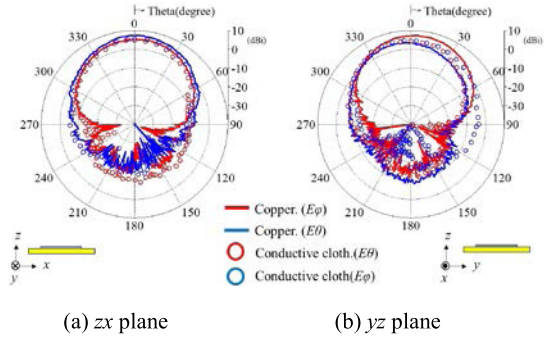 Theta(degree)
0
330
30
300
60
270
90
240
120
210
150
180
10
(dBi)
0
-10
-20
-30
Theta(degree)
0
330
30
300
60
270
90
240
120
210
150
180
10
(dBi)
0
-10
-20
-30
Copper. (Eφ)
Copper. (Eθ)
Conductive cloth.(Eθ)
Conductive cloth(Eφ)
z
x
y
z
y
x
(a) zx plane
(b) yz plane